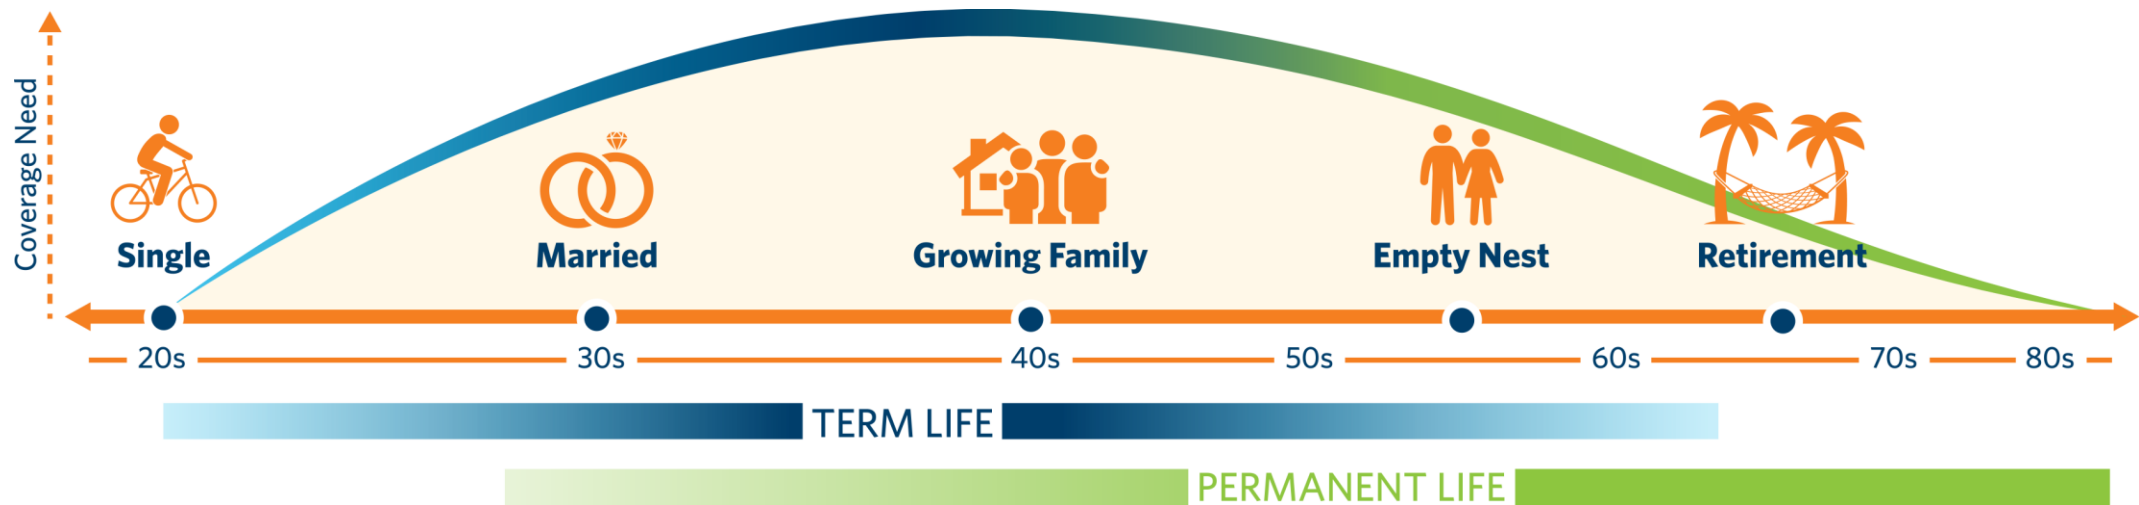 Coverage Need
Single
Married
Growing Family
Empty Nest
Retirement
20s
30s
40s
50s
60s
70s
80s
TERM LIFE
PERMANENT LIFE